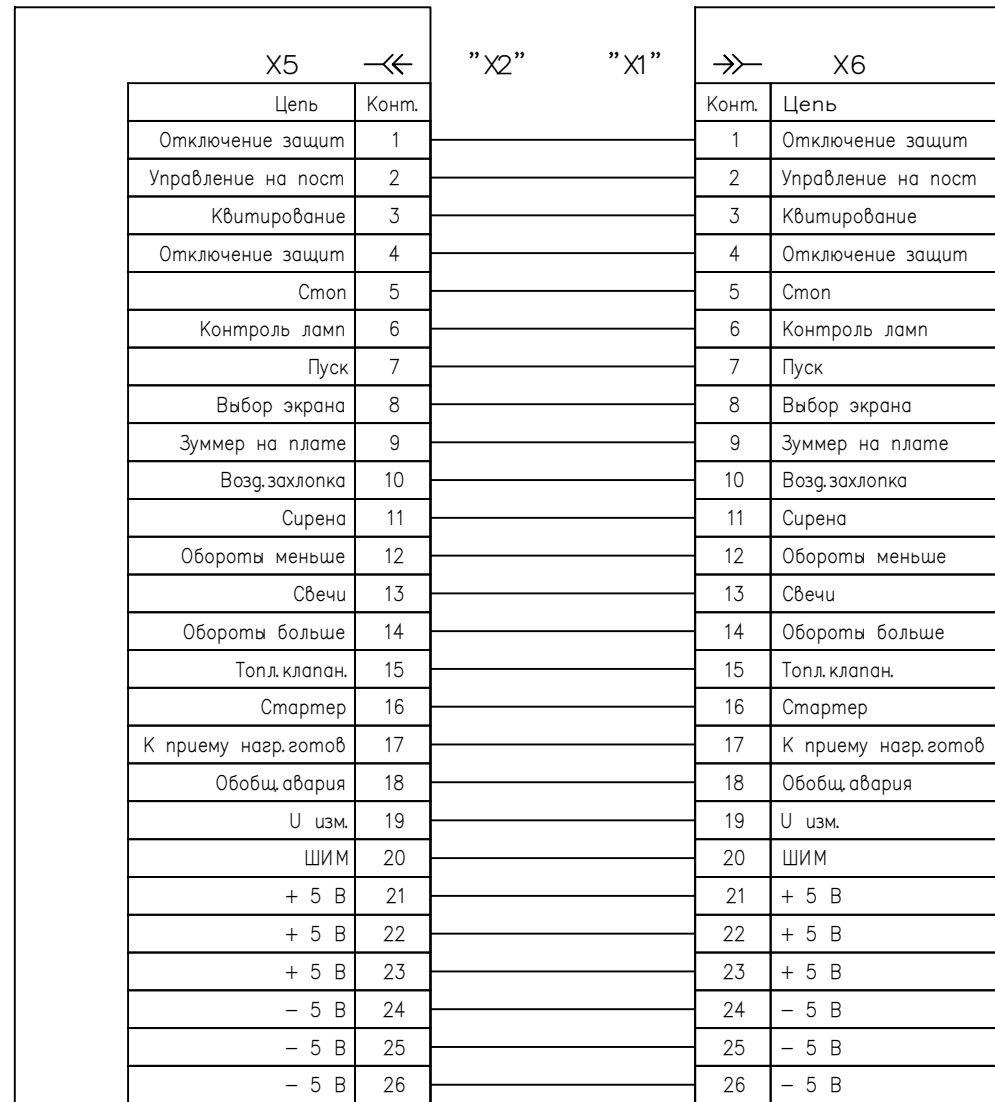 X5 "X2" "X1" X6
Цепь Конт. Конт. Цепь
Отключение защит 1 1 Отключение защит
Управление на пост 2 2 Управление на пост
Квитирование 3 3 Квитирование
Отключение защит 4 4 Отключение защит
Стоп 5 5 Стоп
Контроль ламп 6 6 Контроль ламп
Пуск 7 7 Пуск
Выбор экрана 8 8 Выбор экрана
Зуммер на плате 9 9 Зуммер на плате
Возд.захлопка 10 10 Возд.захлопка
Сирена 11 11 Сирена
Обороты меньше 12 12 Обороты меньше
Свечи 13 13 Свечи
Обороты больше 14 14 Обороты больше
Топл.клапан. 15 15 Топл.клапан.
Стартер 16 16 Стартер
К приему нагр.готов 17 17 К приему нагр.готов
Обобщ.авария 18 18 Обобщ.авария
U изм. 19 19 U изм.
ШИМ 20 20 ШИМ
+ 5 В 21 21 + 5 В
+ 5 В 22 22 + 5 В
+ 5 В 23 23 + 5 В
– 5 В 24 24 – 5 В
– 5 В 25 25 – 5 В
– 5 В 26 26 – 5 В